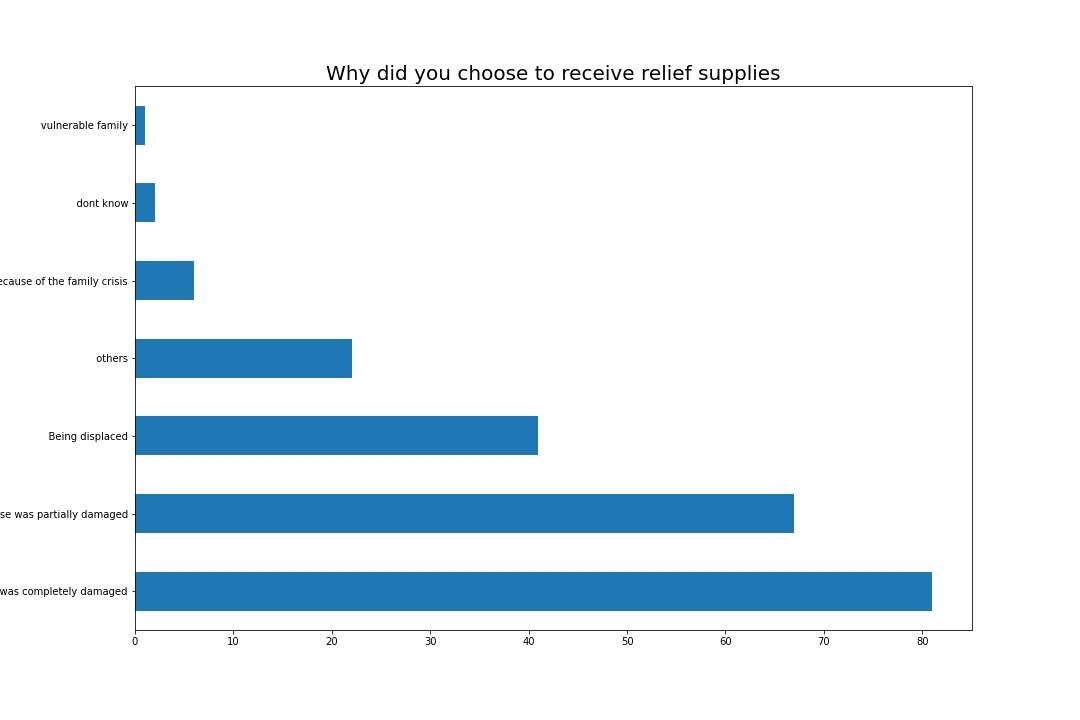 Why did you choose to receive relief supplies
vulnerable family
dont know
ecause of the family crisis
others
Being displaced
se was partially damaged
was completely damaged
0 10 20 30 40 50 60 70 80